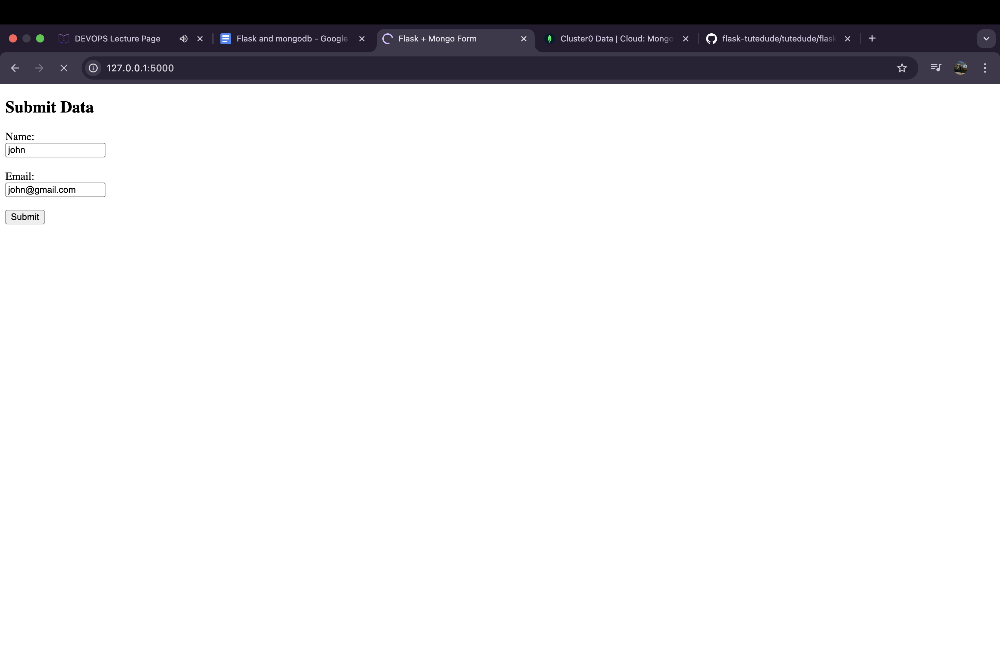 DEVOPS Lecture Page
Flask and mongodb - Google
Flask + Mongo Form
Cluster0 Data | Cloud: Mongo
flask-tutedude/tutedude/flask
127.0.0.1:5000
Submit Data
Name:
john
Email:
john@gmail.com
Submit